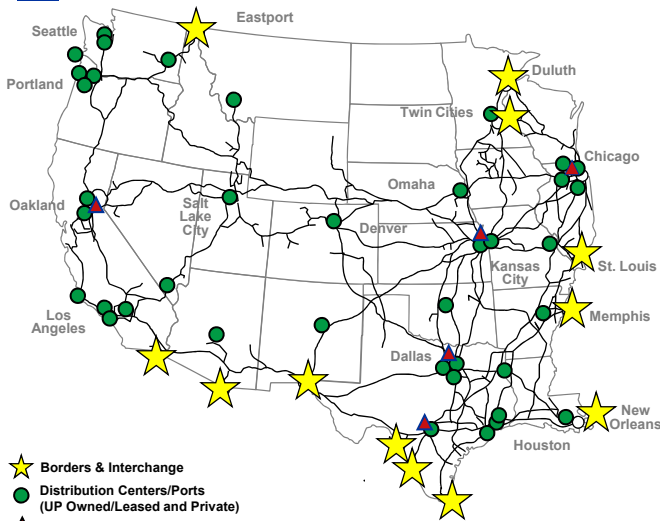 Eastport
Seattle
Duluth
Portland
Twin Cities
Chicago
Omaha
Oakland
Salt
Lake
City
Denver
Kansas
City
St. Louis
Los
Angeles
Memphis
Dallas
New
Orleans
Houston
Borders & Interchange
Distribution Centers/Ports
(UP Owned/Leased and Private)